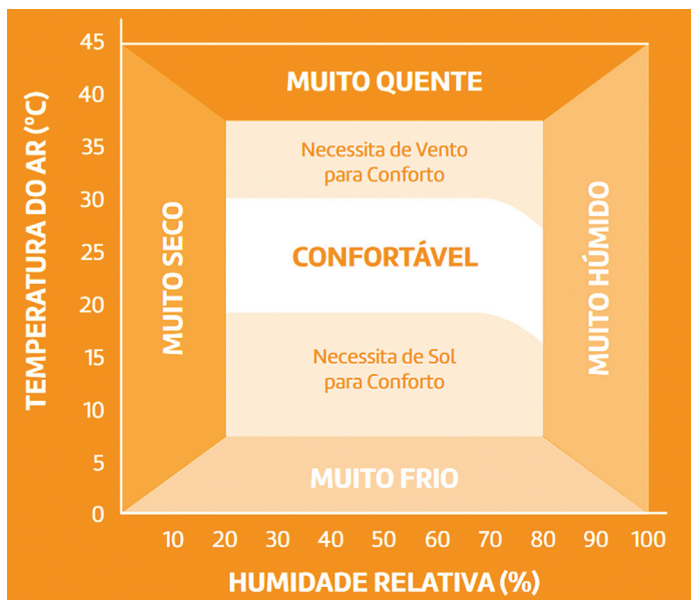 45
40
35
30
25
20
15
10
5
0
TEMPERATURA DO AR (ºC)
MUITO QUENTE
Necessita de Vento
para Conforto
MUITO SECO
CONFORTÁVEL
MUITO HÚMIDO
Necessita de Sol
para Conforto
MUITO FRIO
10 20 30 40 50 60 70 80 90 100
HUMIDADE RELATIVA (%)